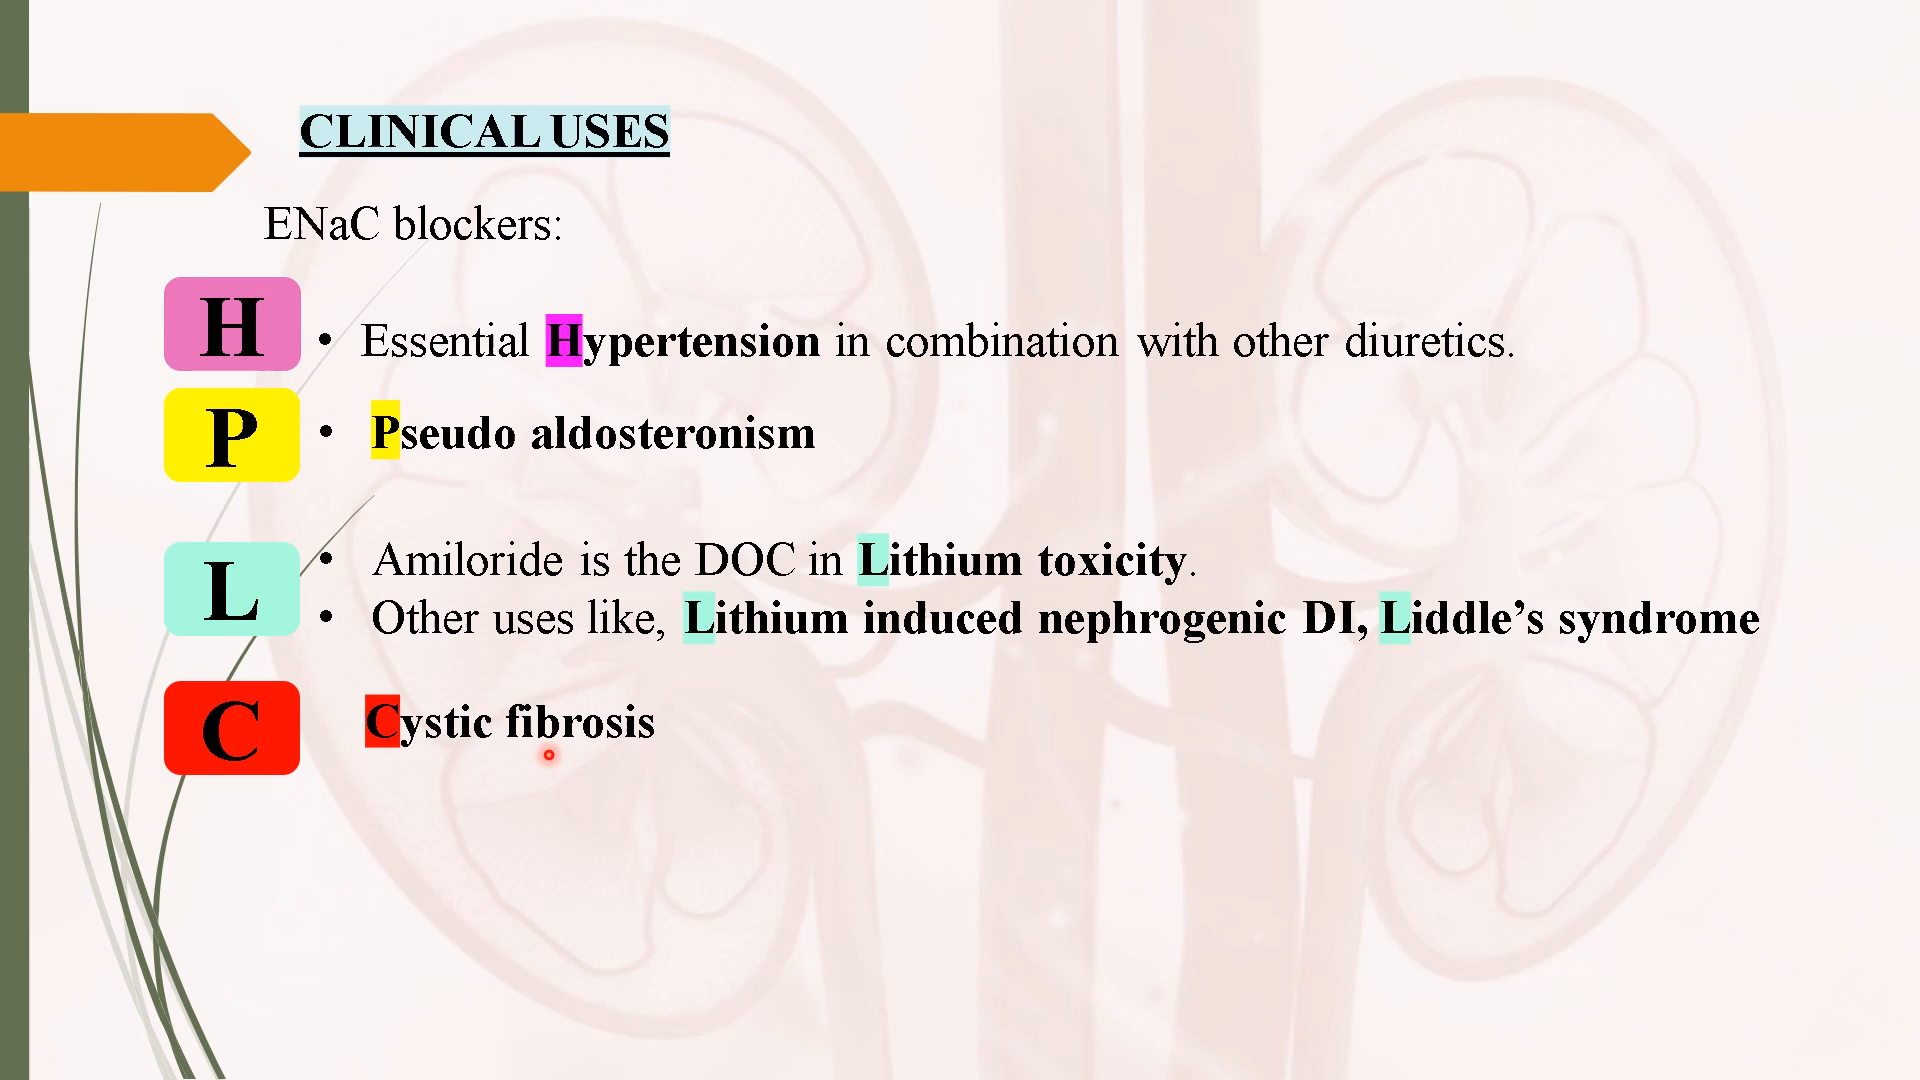 CLINICAL USES
ENaC blockers:
H
• Essential Hypertension in combination with other diuretics.
P
• Pseudo aldosteronism
L
• Amiloride is the DOC in Lithium toxicity.
• Other uses like, Lithium induced nephrogenic DI, Liddle’s syndrome
C
Cystic fibrosis